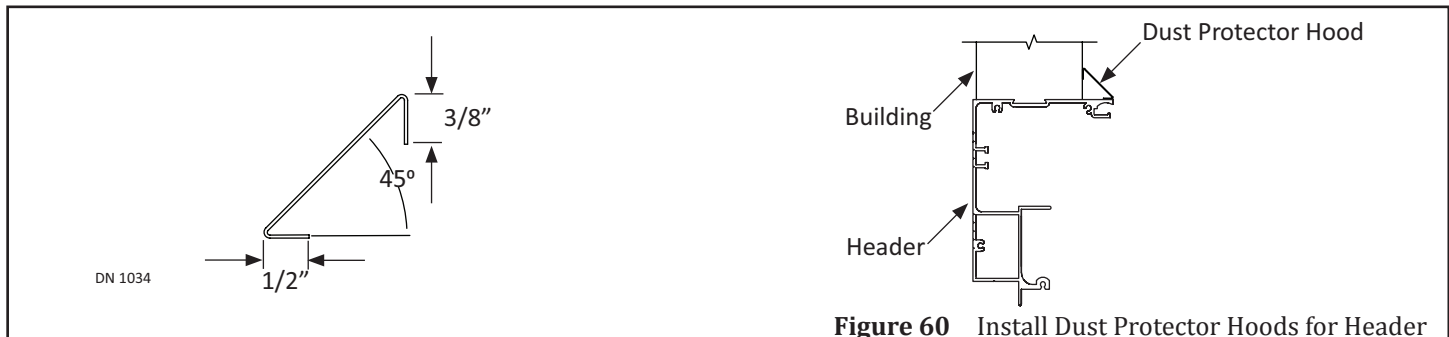 3/8”
45º
1/2”
DN 1034
Dust Protector Hood
Building
Header
Figure 60 Install Dust Protector Hoods for Header